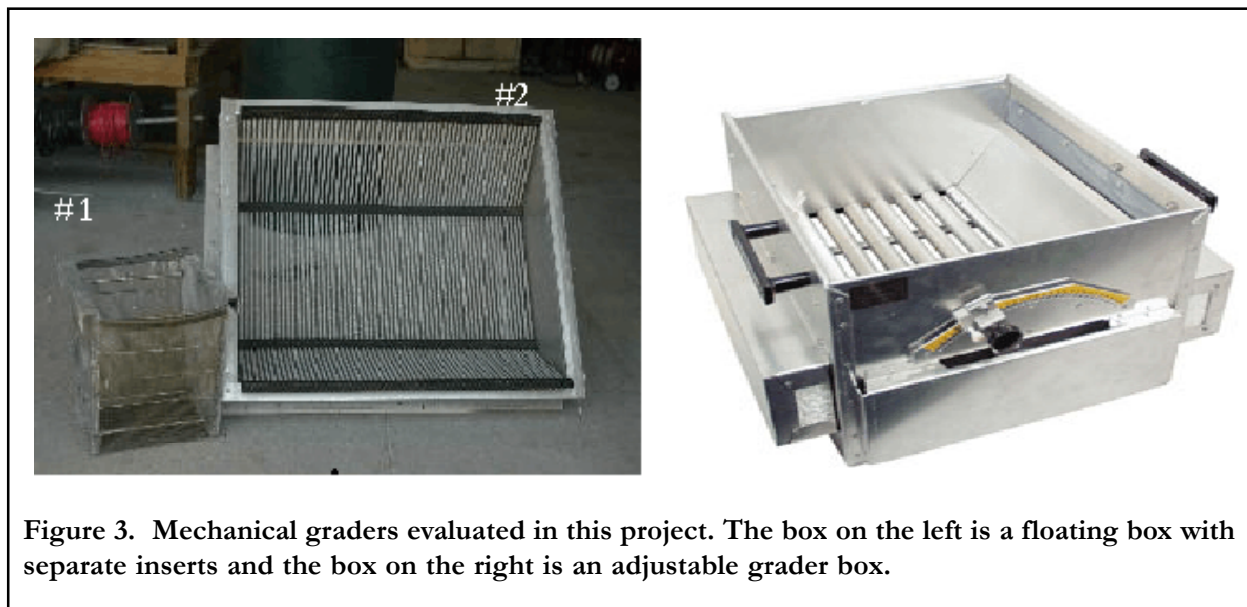 #2
#1
Figure 3. Mechanical graders evaluated in this project. The box on the left is a floating box with
separate inserts and the box on the right is an adjustable grader box.